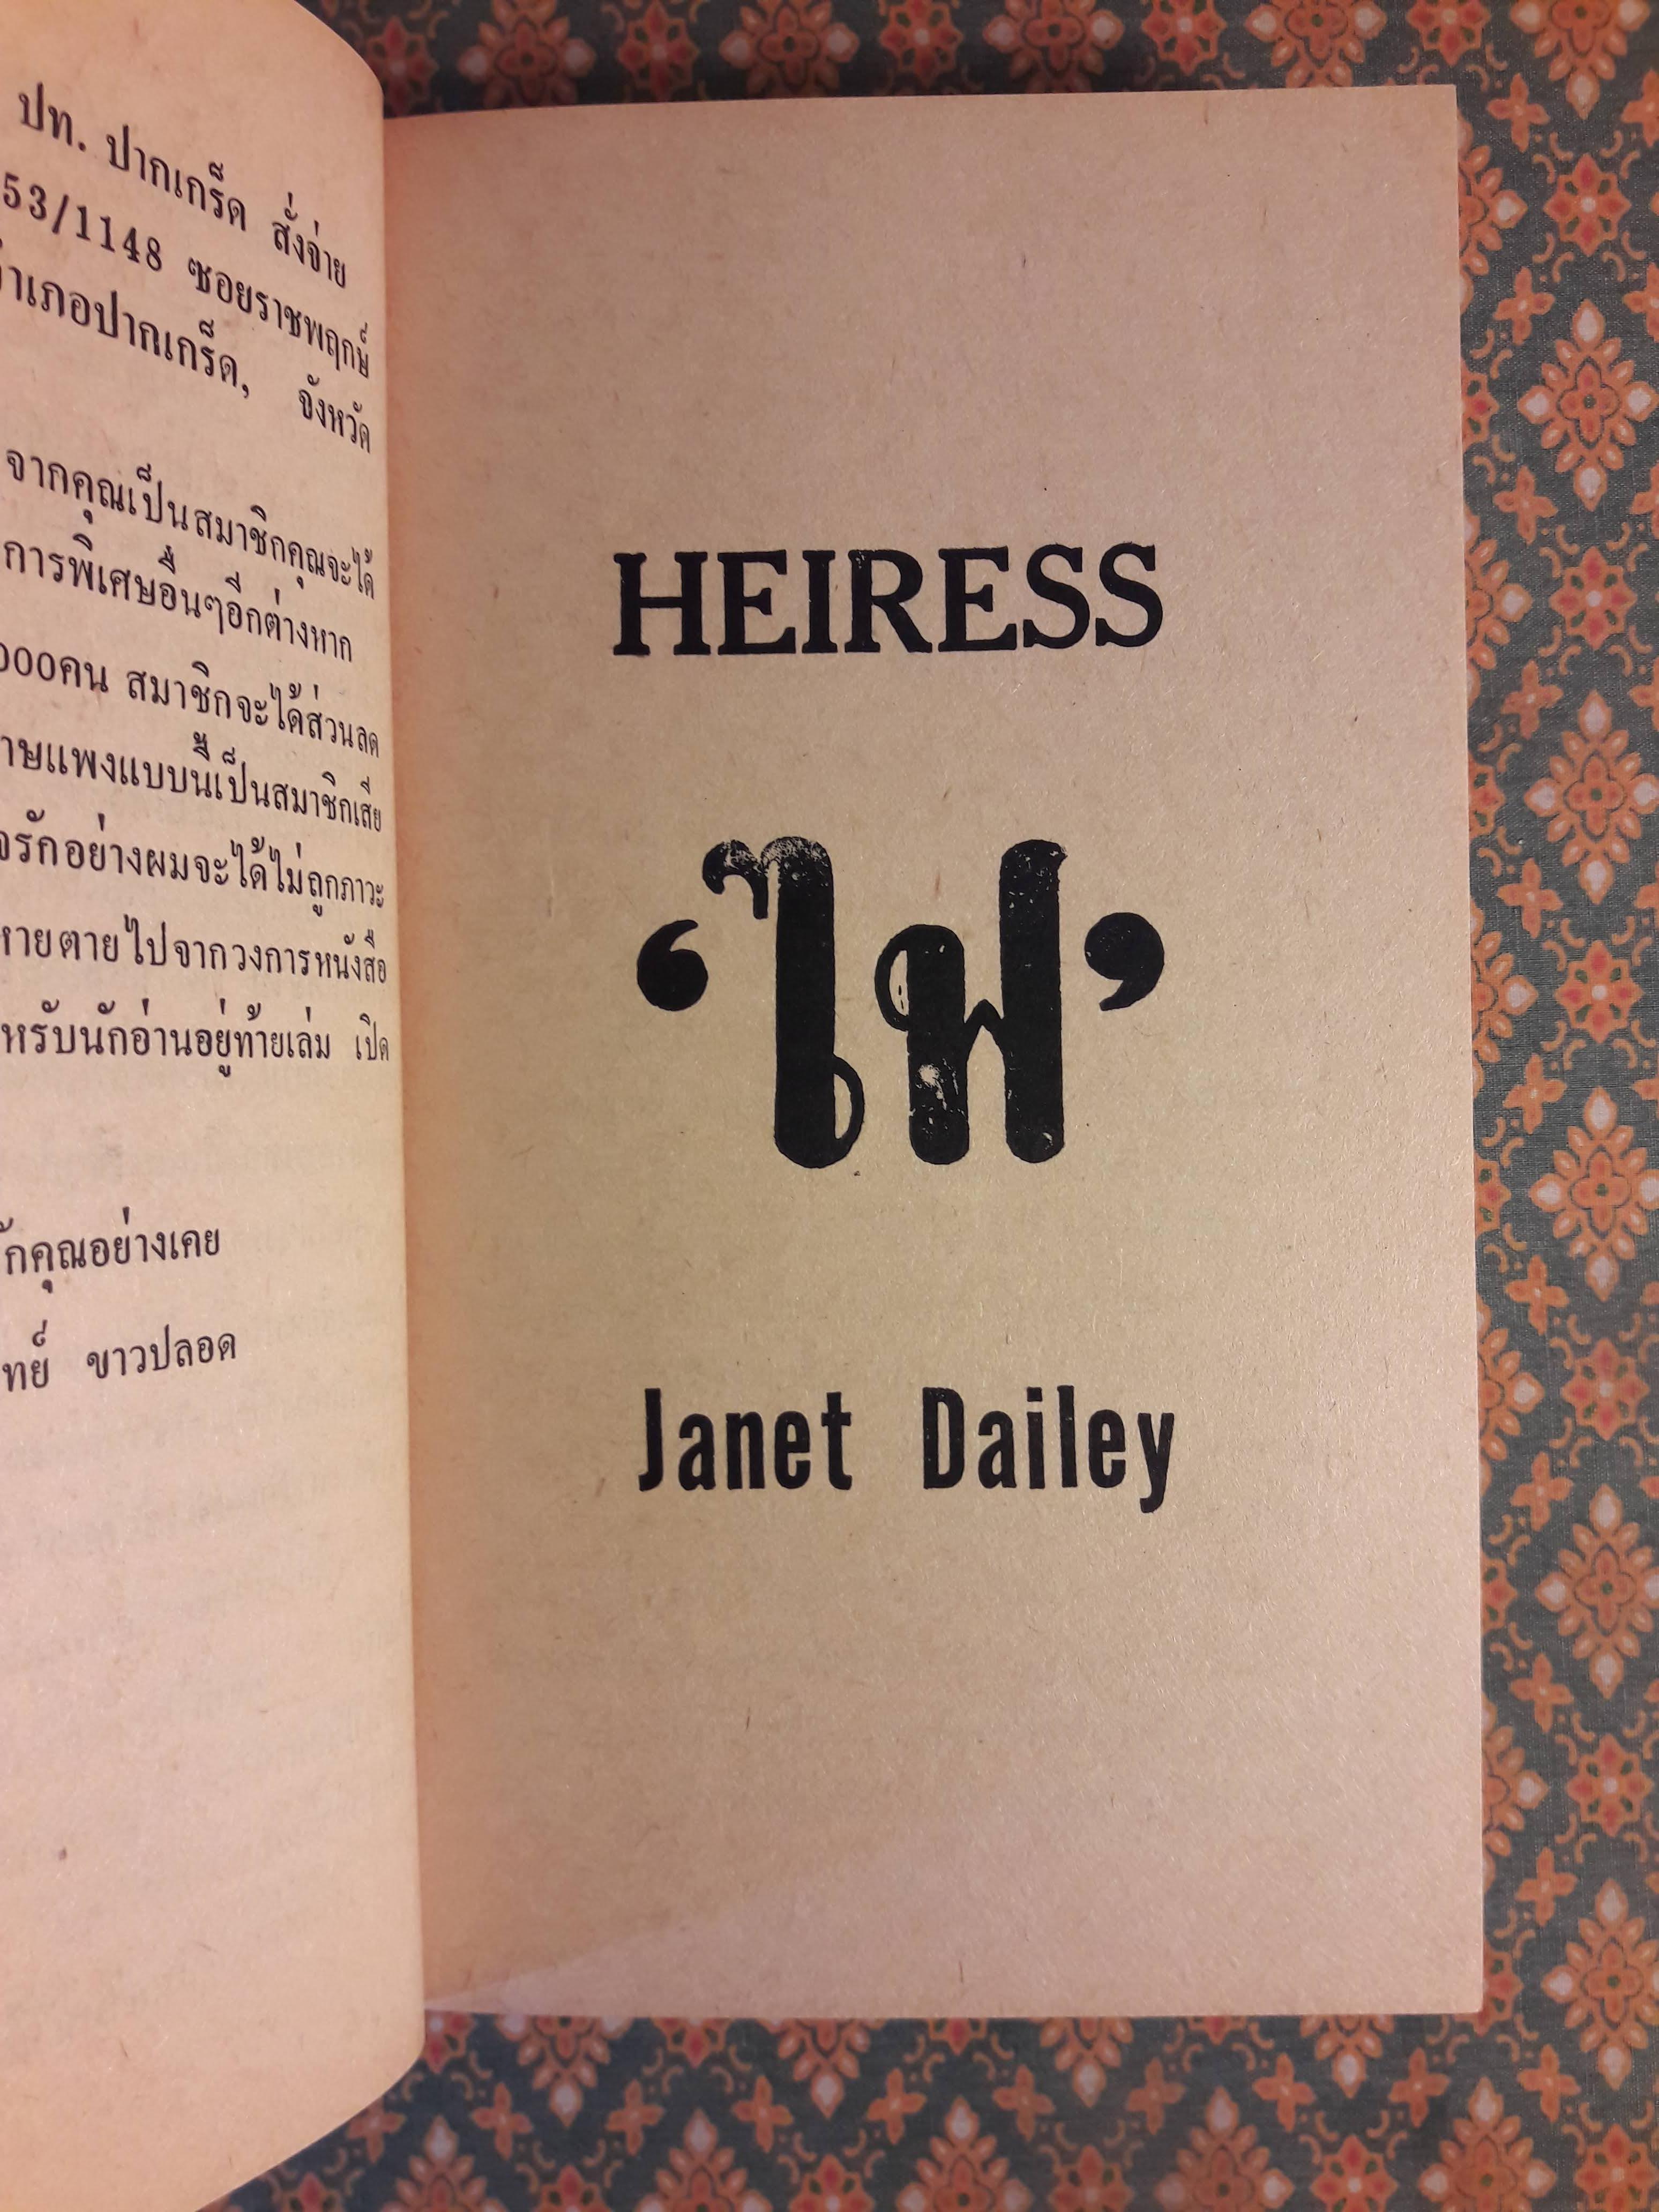 ปท. ปากเกร็ด สั่งจ่าย
53/1148 ซอยราชพฤกษ์
อำเภอปากเกร็ด, จังหวัด
จากคุณเป็นสมาชิกคุณจะได้
การพิเศษอื่นๆอีกต่างหาก
000คน สมาชิกจะได้ส่วนลด
แพงแบบนี้เป็นสมาชิกเสีย
รักอย่างผมจะได้ไม่ถูกภาวะ
หายตายไปจากวงการหนังสือ
หรับนักอ่านอยู่ท้ายเล่ม เปิด
คุณอย่างเคย
ทย์ ขาวปลอด
HEIRESS
‘ไฟ’
Janet Dailey